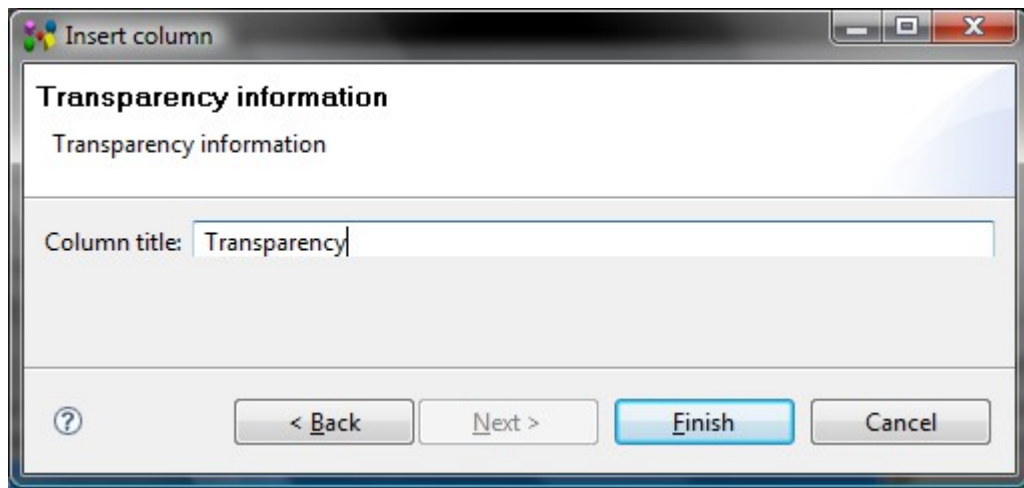 Insert column
Transparency information
Transparency information
Column title: Transparency
< Back Next > Finish Cancel